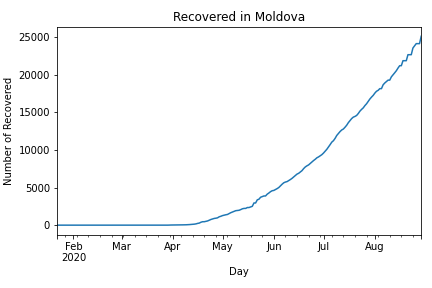 Recovered in Moldova
25000
20000
15000
10000
5000
0
Number of Recovered
Feb Mar Apr May Jun Jul Aug
2020
Day